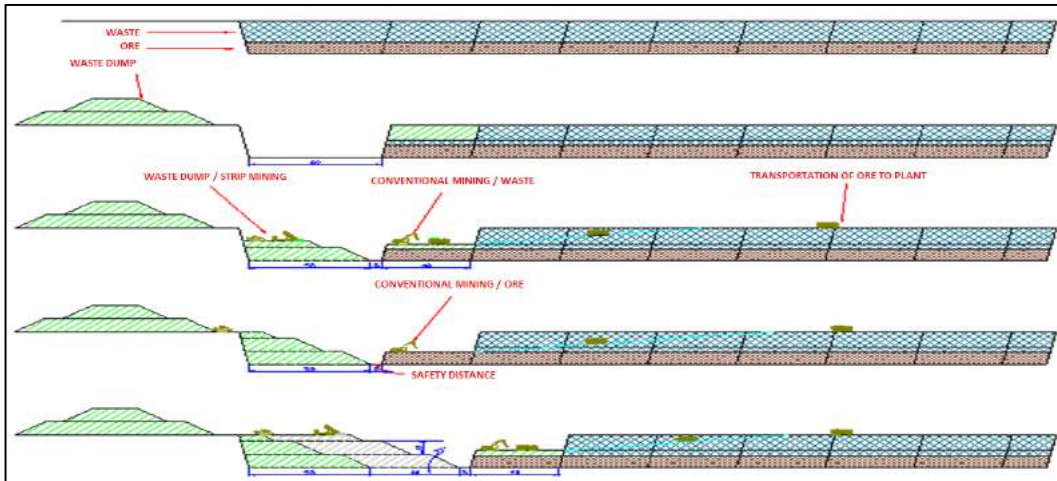 WASTE
ORE
WASTE DUMP
60
WASTE DUMP / STRIP MINING
CONVENTIONAL MINING / WASTE
TRANSPORTATION OF ORE TO PLANT
CONVENTIONAL MINING / ORE
SAFETY DISTANCE